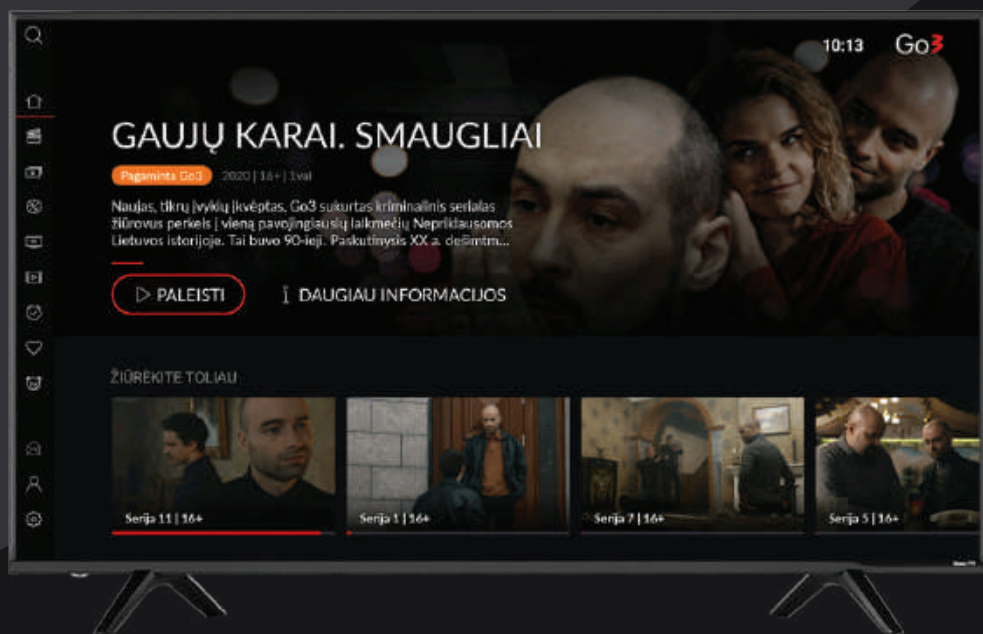 10:13
Go3
GAUJŲ KARAI. SMAUGLIAI
Pagaminta Go3 2020 | 16+ | 1val
Naujas, tikrų įvykių įkvėptas, Go3 sukurtas kriminalinis serialas
žiūrovus perkels į vieną pavojingiausių laikmečių Nepriklausomos
Lietuvos istorijoje. Tai buvo 90-ieji. Paskutinysis XX a. dešimtm...
PALEISTI
DAUGIAU INFORMACIJOS
ŽIŪRĖKITE TOLIAU
Serija 11 | 16+
Serija 1 | 16+
Serija 7 | 16+
Serija 5 | 16+